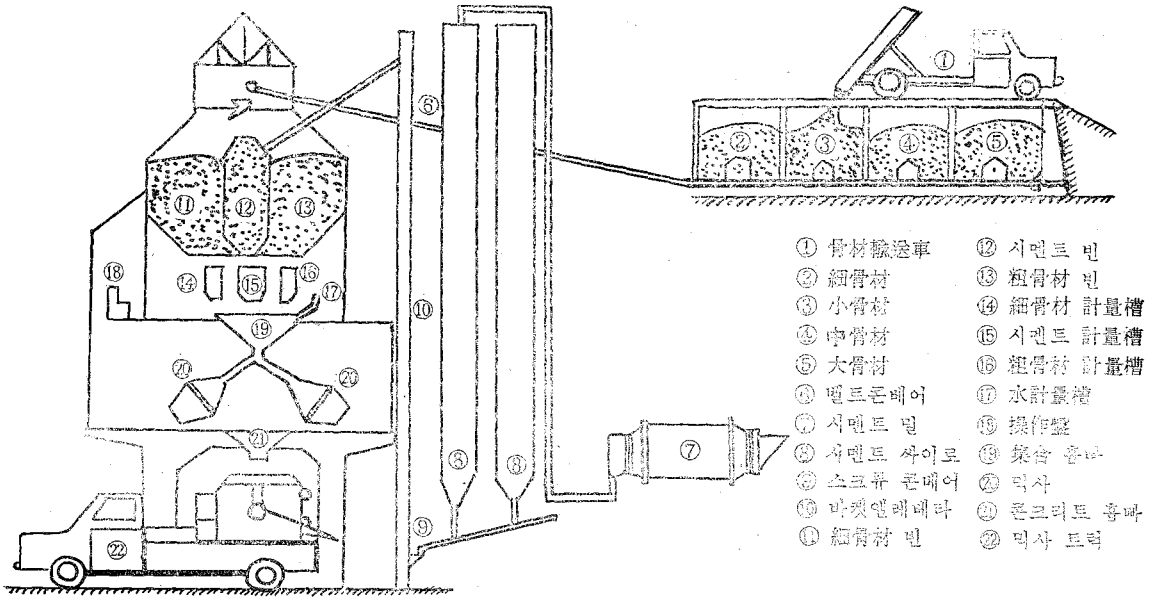 ① 骨材輸送車
② 細骨材
③ 小骨材
④ 中骨材
⑤ 大骨材
⑥ 벨트콘베어
⑦ 시멘트 밀
⑧ 시멘트 싸이로
⑨ 스크류 콘베어
⑩ 바켓엘레베타
⑪ 細骨材 빈
⑫ 시멘트 빈
⑬ 粗骨材 빈
⑭ 細骨材 計量槽
⑮ 시멘트 計量槽
⑯ 粗骨材 計量槽
⑰ 水計量槽
⑱ 操作盤
⑲ 集合 홉파
⑳ 믹사
㉑ 콘크리트 홉빠
㉒ 믹사 트럭